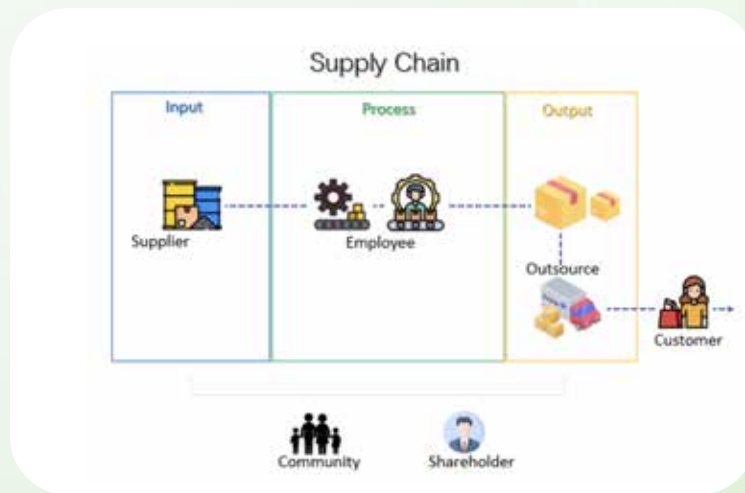 Supply Chain
Input
Process
Output
Supplier
Employee
Outsource
Customer
Community
Shareholder